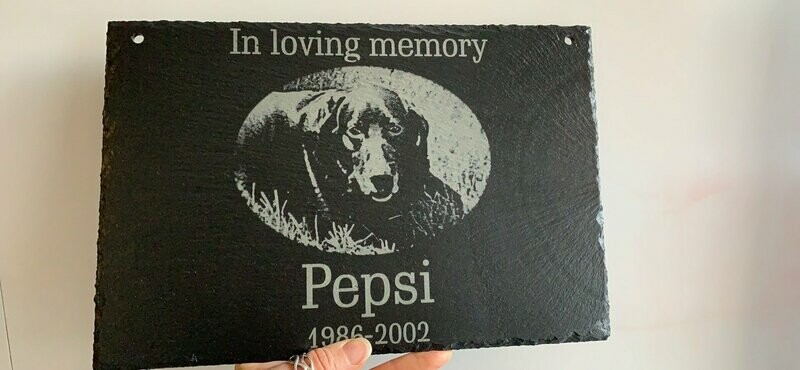 In loving memory
Pepsi
1986-2002